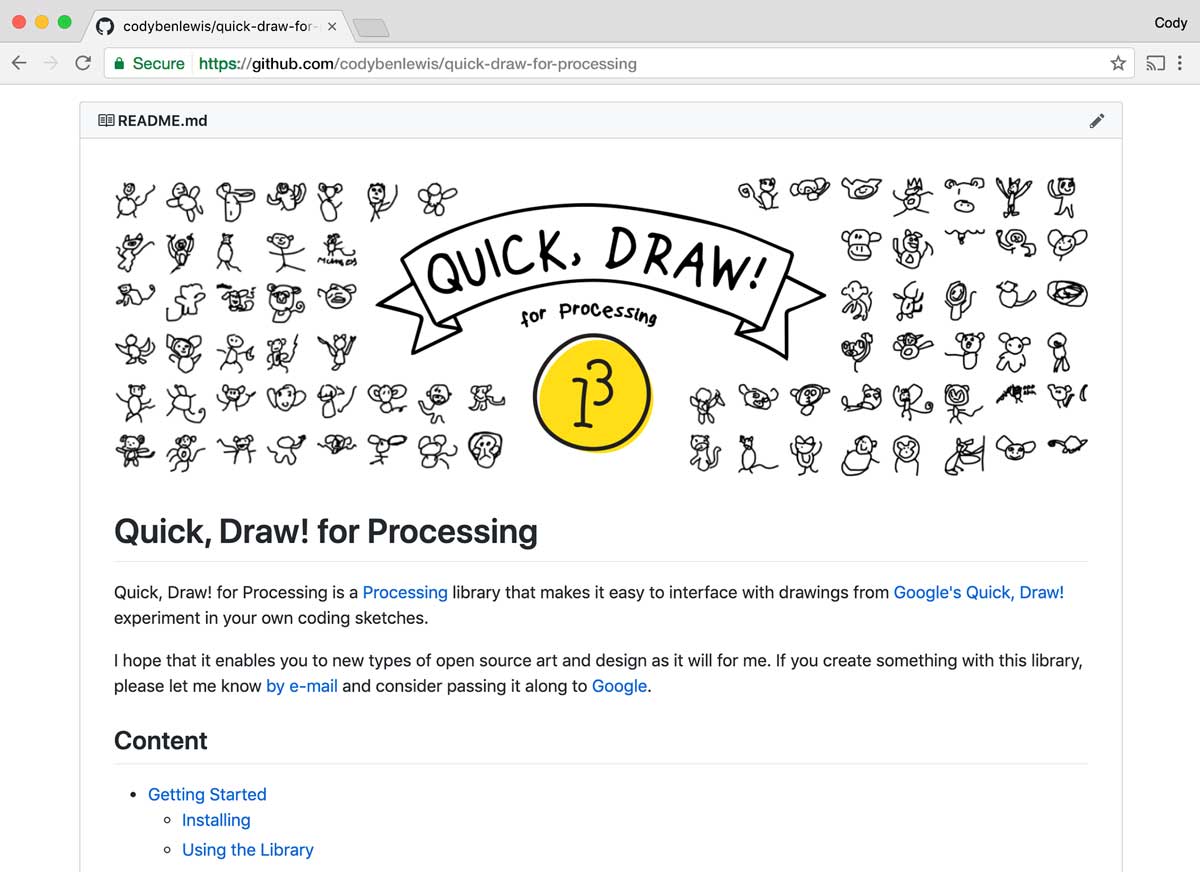 codybenlewis/quick-draw-for-
Cody
Secure https://github.com/codybenlewis/quick-draw-for-processing
README.md
QUICK, DRAW!
for processing
Quick, Draw! for Processing
Quick, Draw! for Processing is a Processing library that makes it easy to interface with drawings from Google's Quick, Draw!
experiment in your own coding sketches.
I hope that it enables you to new types of open source art and design as it will for me. If you create something with this library,
please let me know by e-mail and consider passing it along to Google.
Content
• Getting Started
◦ Installing
◦ Using the Library